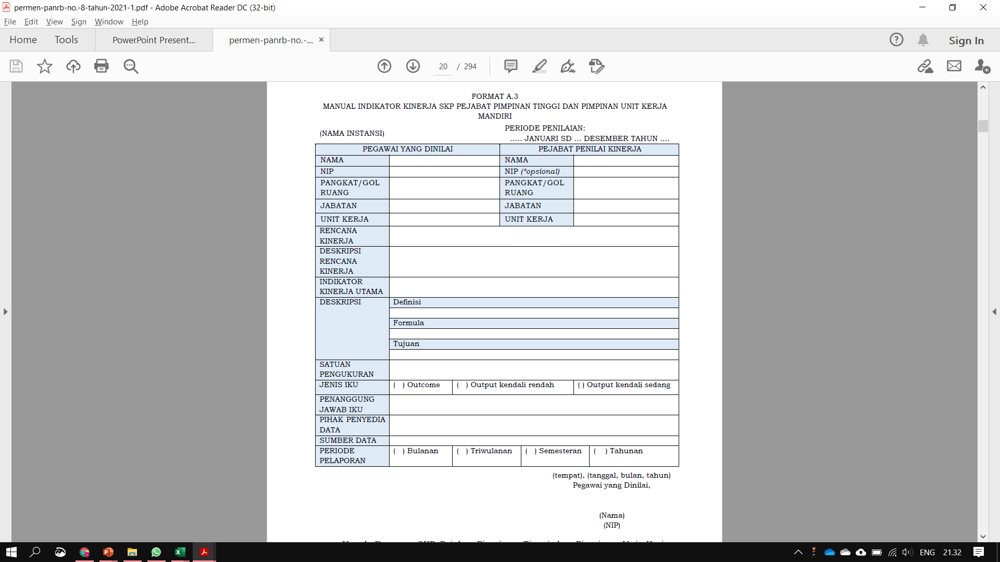 permen-panrb-no.-8-tahun-2021-1.pdf - Adobe Acrobat Reader DC (32-bit)
File Edit View Sign Window Help
Home Tools PowerPoint Present... permen-panrb-no.-... × Sign In
20 / 294
FORMAT A.3
MANUAL INDIKATOR KINERJA SKP PEJABAT PIMPINAN TINGGI DAN PIMPINAN UNIT KERJA
MANDIRI
(NAMA INSTANSI)
PERIODE PENILAIAN:
..... JANUARI SD ... DESEMBER TAHUN ....
PEGAWAI YANG DINILAI PEJABAT PENILAI KINERJA
NAMA NAMA
NIP NIP (*opsional)
PANGKAT/GOL PANGKAT/GOL
RUANG RUANG
JABATAN JABATAN
UNIT KERJA UNIT KERJA
RENCANA
KINERJA
DESKRIPSI
RENCANA
KINERJA
INDIKATOR
KINERJA UTAMA
DESKRIPSI Definisi
Formula
Tujuan
SATUAN
PENGUKURAN
JENIS IKU ( ) Outcome ( ) Output kendali rendah ( ) Output kendali sedang
PENANGGUNG
JAWAB IKU
PIHAK PENYEDIA
DATA
SUMBER DATA
PERIODE ( ) Bulanan ( ) Triwulanan ( ) Semesteran ( ) Tahunan
PELAPORAN
(tempat), (tanggal, bulan, tahun)
Pegawai yang Dinilai,
(Nama)
(NIP)
ENG 21.32